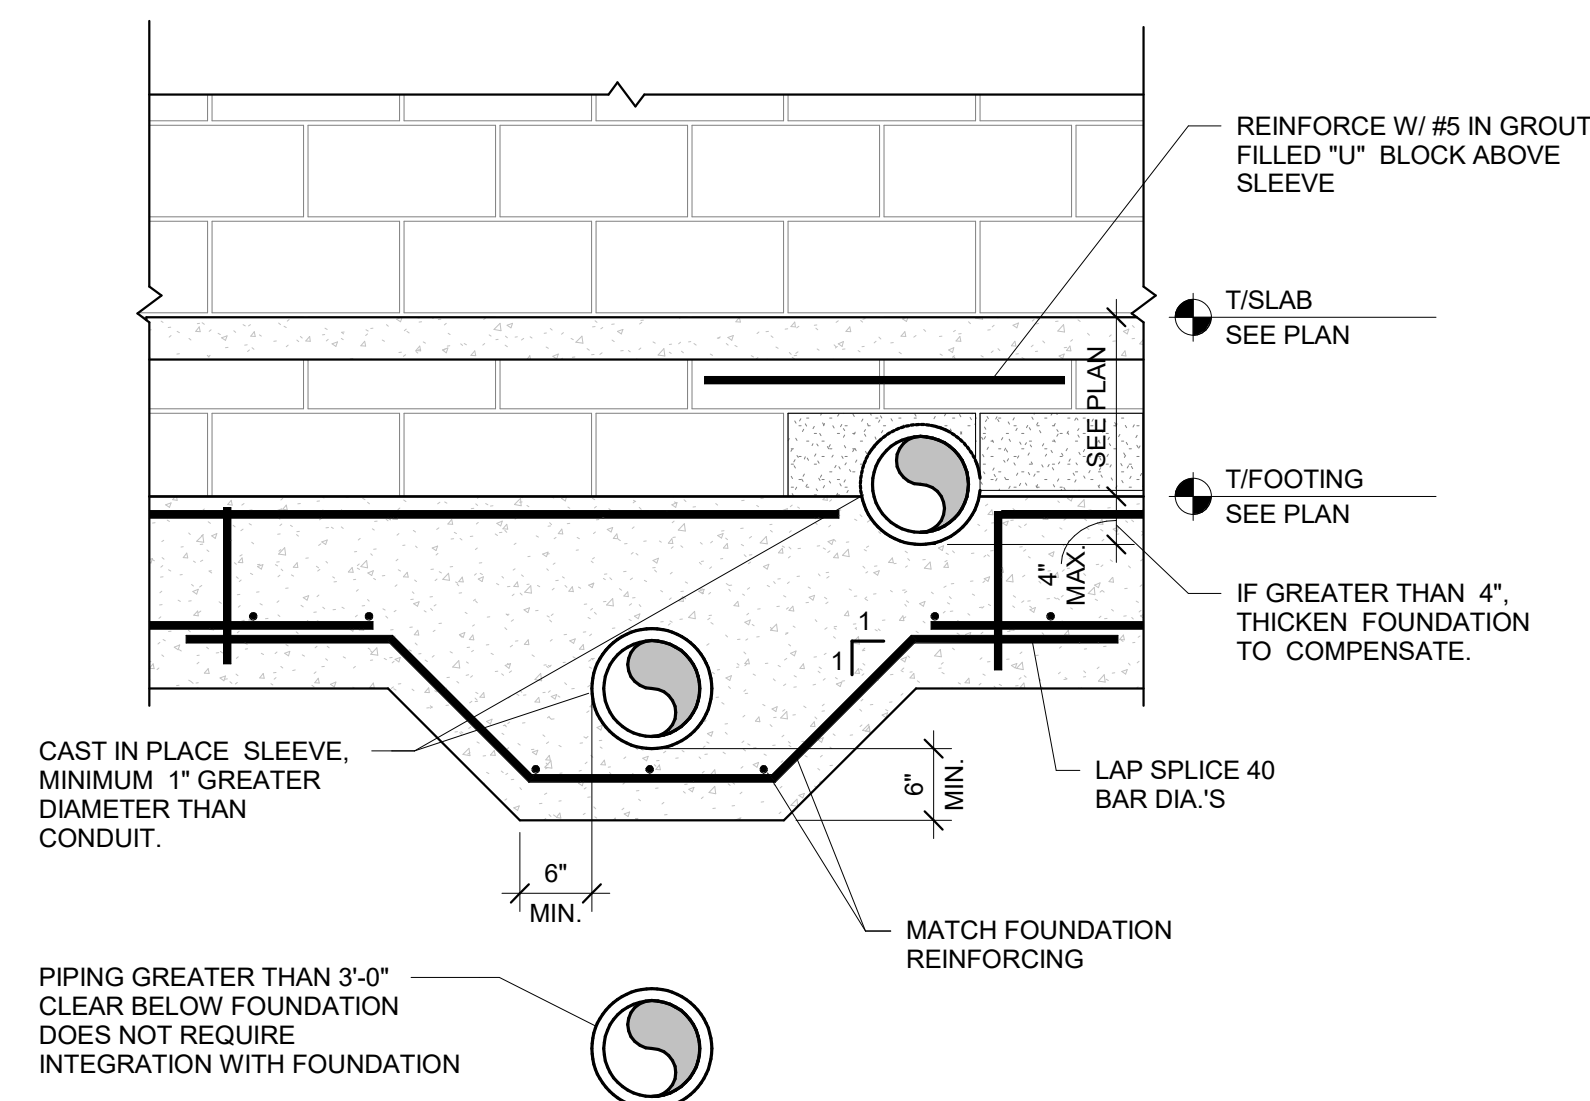 REINFORCE W/ #5 IN GROUT
FILLED "U" BLOCK ABOVE
SLEEVE
T/SLAB
SEE PLAN
SEE PLAN
T/FOOTING
SEE PLAN
4"
MAX.
IF GREATER THAN 4",
THICKEN FOUNDATION
TO COMPENSATE.
1
1
CAST IN PLACE SLEEVE,
MINIMUM 1" GREATER
DIAMETER THAN
CONDUIT.
6"
MIN.
LAP SPLICE 40
BAR DIA.'S
6"
MIN.
MATCH FOUNDATION
REINFORCING
PIPING GREATER THAN 3'-0"
CLEAR BELOW FOUNDATION
DOES NOT REQUIRE
INTEGRATION WITH FOUNDATION